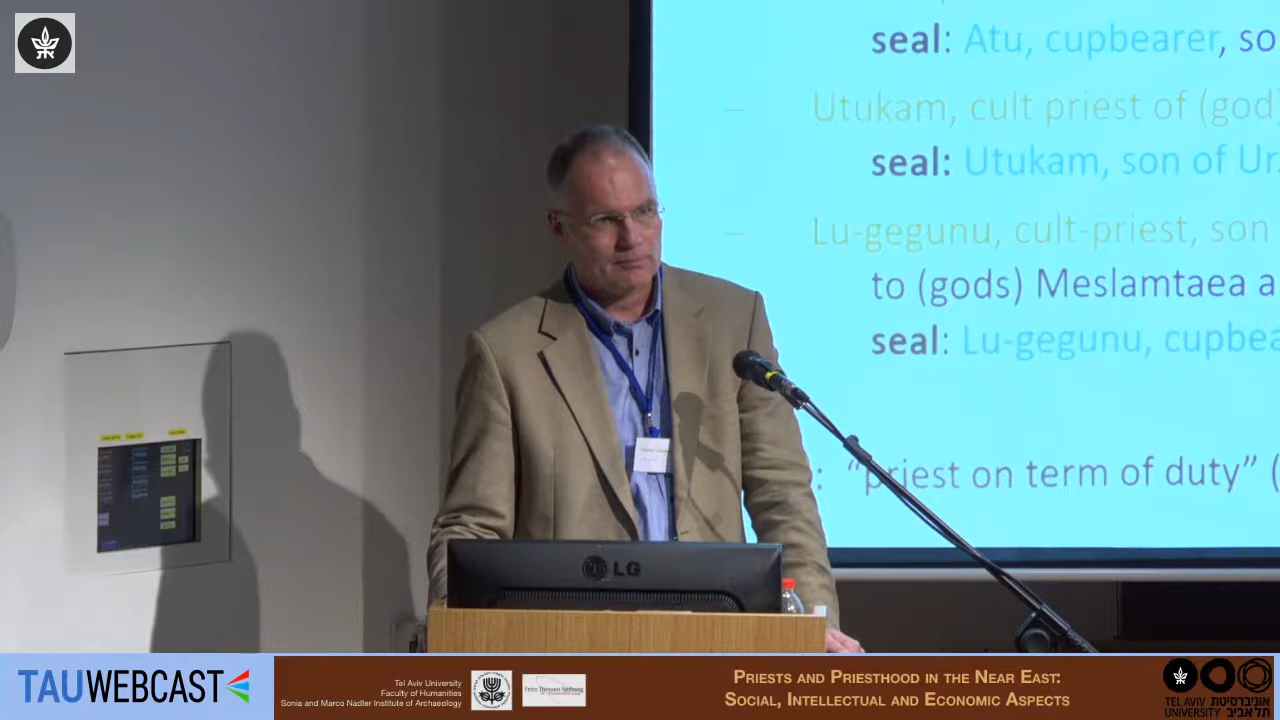 seal: Atu, cupbearer, so
– Utukam, cult priest of (god
seal: Utukam, son of Ur
– Lu-gegunu, cult-priest, son
to (gods) Meslamtaea a
seal: Lu-gegunu, cupbea
: “priest on term of duty” (
LG
TAUWEBCAST
Tel Aviv University
Faculty of Humanities
Sonia and Marco Nadler Institute of Archaeology
Fritz Thyssen Stiftung
Priests and Priesthood in the Near East:
Social, Intellectual and Economic Aspects
TEL AVIV אוניברסיטת
UNIVERSITY תל אביב